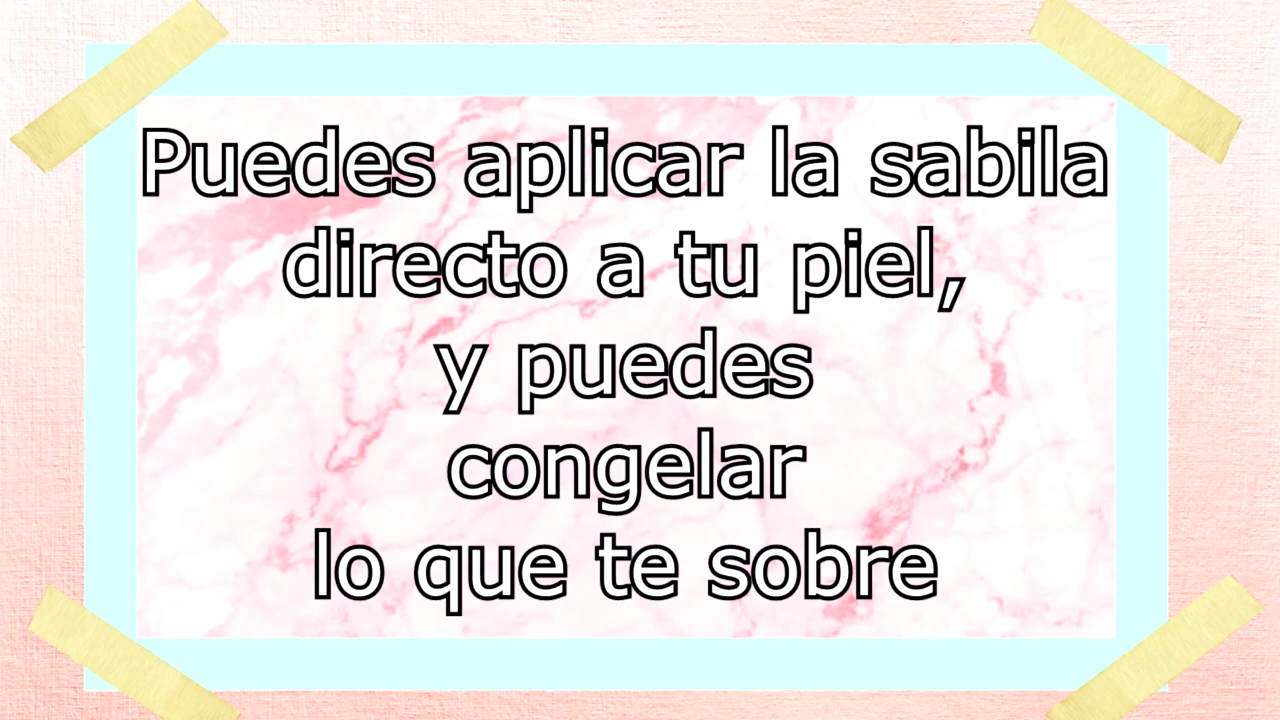 Puedes aplicar la sabila
directo a tu piel,
y puedes
congelar
lo que te sobre